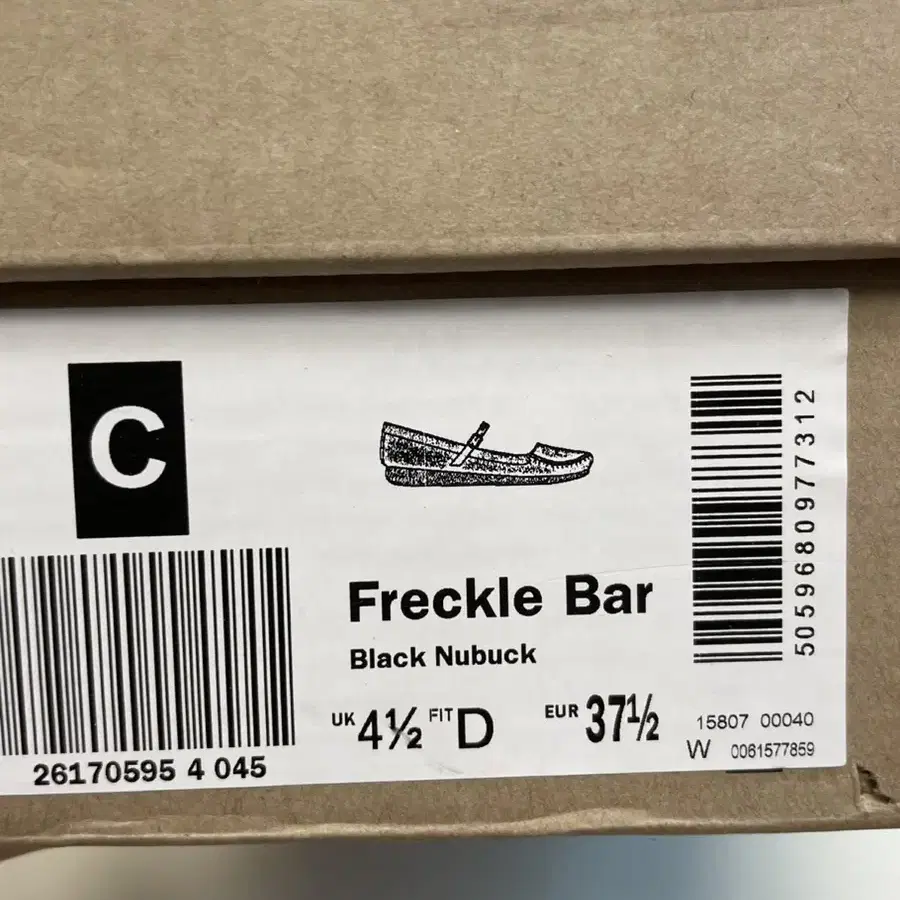 C
26170595 4 045
Freckle Bar
Black Nubuck
UK 4½ FIT D EUR 37½
5059680977312
15807 00040
W 0061577859